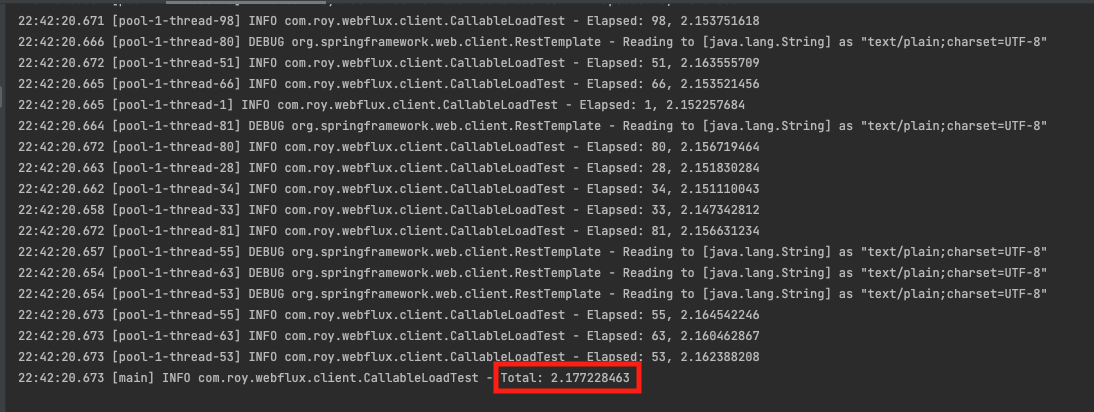 22:42:20.671 [pool-1-thread-98] INFO com.roy.webflux.client.CallableLoadTest - Elapsed: 98, 2.153751618
22:42:20.666 [pool-1-thread-80] DEBUG org.springframework.web.client.RestTemplate - Reading to [java.lang.String] as "text/plain;charset=UTF-8"
22:42:20.672 [pool-1-thread-51] INFO com.roy.webflux.client.CallableLoadTest - Elapsed: 51, 2.163555709
22:42:20.665 [pool-1-thread-66] INFO com.roy.webflux.client.CallableLoadTest - Elapsed: 66, 2.153521456
22:42:20.665 [pool-1-thread-1] INFO com.roy.webflux.client.CallableLoadTest - Elapsed: 1, 2.152257684
22:42:20.664 [pool-1-thread-81] DEBUG org.springframework.web.client.RestTemplate - Reading to [java.lang.String] as "text/plain;charset=UTF-8"
22:42:20.672 [pool-1-thread-80] INFO com.roy.webflux.client.CallableLoadTest - Elapsed: 80, 2.156719464
22:42:20.663 [pool-1-thread-28] INFO com.roy.webflux.client.CallableLoadTest - Elapsed: 28, 2.151830284
22:42:20.662 [pool-1-thread-34] INFO com.roy.webflux.client.CallableLoadTest - Elapsed: 34, 2.151110043
22:42:20.658 [pool-1-thread-33] INFO com.roy.webflux.client.CallableLoadTest - Elapsed: 33, 2.147342812
22:42:20.672 [pool-1-thread-81] INFO com.roy.webflux.client.CallableLoadTest - Elapsed: 81, 2.156631234
22:42:20.657 [pool-1-thread-55] DEBUG org.springframework.web.client.RestTemplate - Reading to [java.lang.String] as "text/plain;charset=UTF-8"
22:42:20.654 [pool-1-thread-63] DEBUG org.springframework.web.client.RestTemplate - Reading to [java.lang.String] as "text/plain;charset=UTF-8"
22:42:20.654 [pool-1-thread-53] DEBUG org.springframework.web.client.RestTemplate - Reading to [java.lang.String] as "text/plain;charset=UTF-8"
22:42:20.673 [pool-1-thread-55] INFO com.roy.webflux.client.CallableLoadTest - Elapsed: 55, 2.164542246
22:42:20.673 [pool-1-thread-63] INFO com.roy.webflux.client.CallableLoadTest - Elapsed: 63, 2.160462867
22:42:20.673 [pool-1-thread-53] INFO com.roy.webflux.client.CallableLoadTest - Elapsed: 53, 2.162388208
22:42:20.673 [main] INFO com.roy.webflux.client.CallableLoadTest - Total: 2.177228463